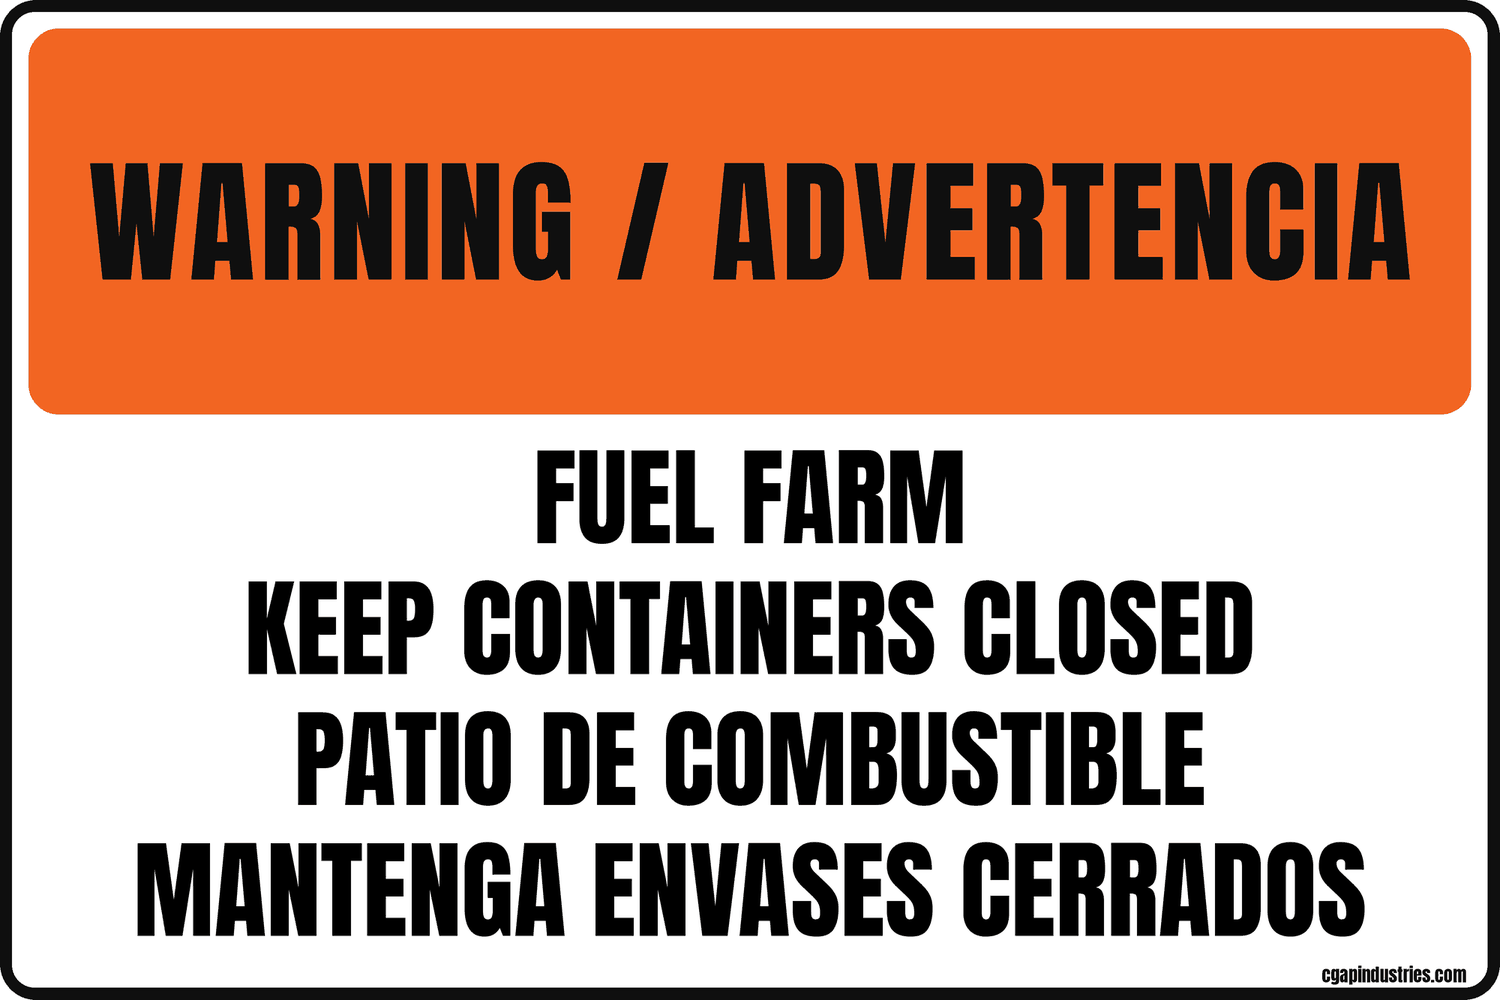 WARNING / ADVERTENCIA
FUEL FARM
KEEP CONTAINERS CLOSED
PATIO DE COMBUSTIBLE
MANTENGA ENVASES CERRADOS
cgapindustries.com